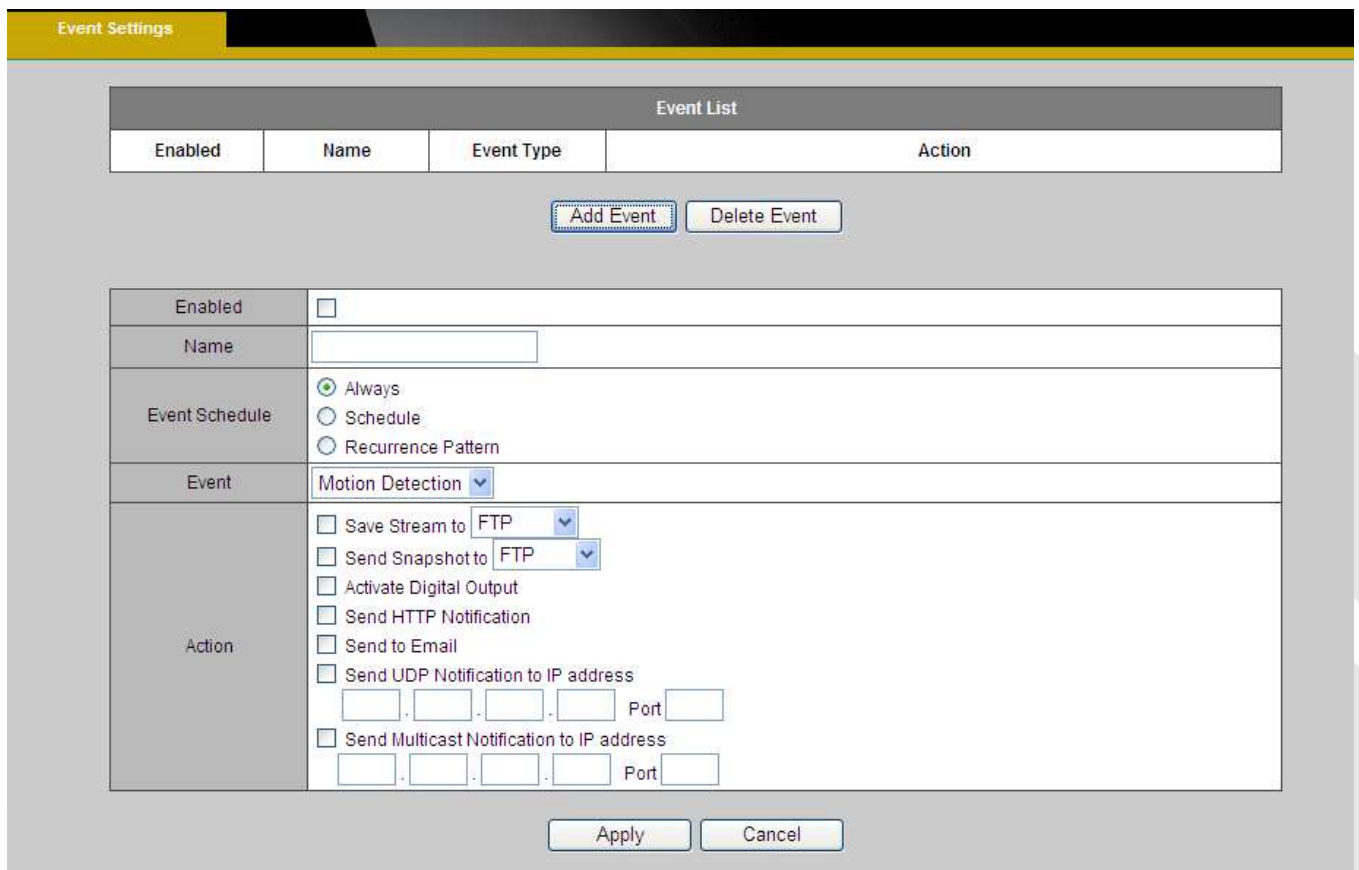 Event Settings
Event List
Enabled Name Event Type Action
Add Event Delete Event
Enabled
Name
Event Schedule
Always
Schedule
Recurrence Pattern
Event Motion Detection
Action
Save Stream to FTP
Send Snapshot to FTP
Activate Digital Output
Send HTTP Notification
Send to Email
Send UDP Notification to IP address
. . . Port
Send Multicast Notification to IP address
. . . Port
Apply Cancel